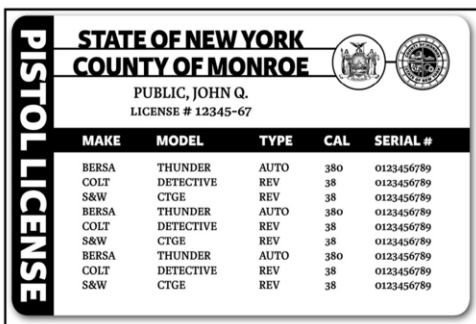 PISTOL LICENSE
STATE OF NEW YORK
COUNTY OF MONROE
PUBLIC, JOHN Q.
LICENSE # 12345-67
MAKE MODEL TYPE CAL SERIAL #
BERSA THUNDER AUTO 380 0123456789
COLT DETECTIVE REV 38 0123456789
S&W CTGE REV 38 0123456789
BERSA THUNDER AUTO 380 0123456789
COLT DETECTIVE REV 38 0123456789
S&W CTGE REV 38 0123456789
BERSA THUNDER AUTO 380 0123456789
COLT DETECTIVE REV 38 0123456789
S&W CTGE REV 38 0123456789